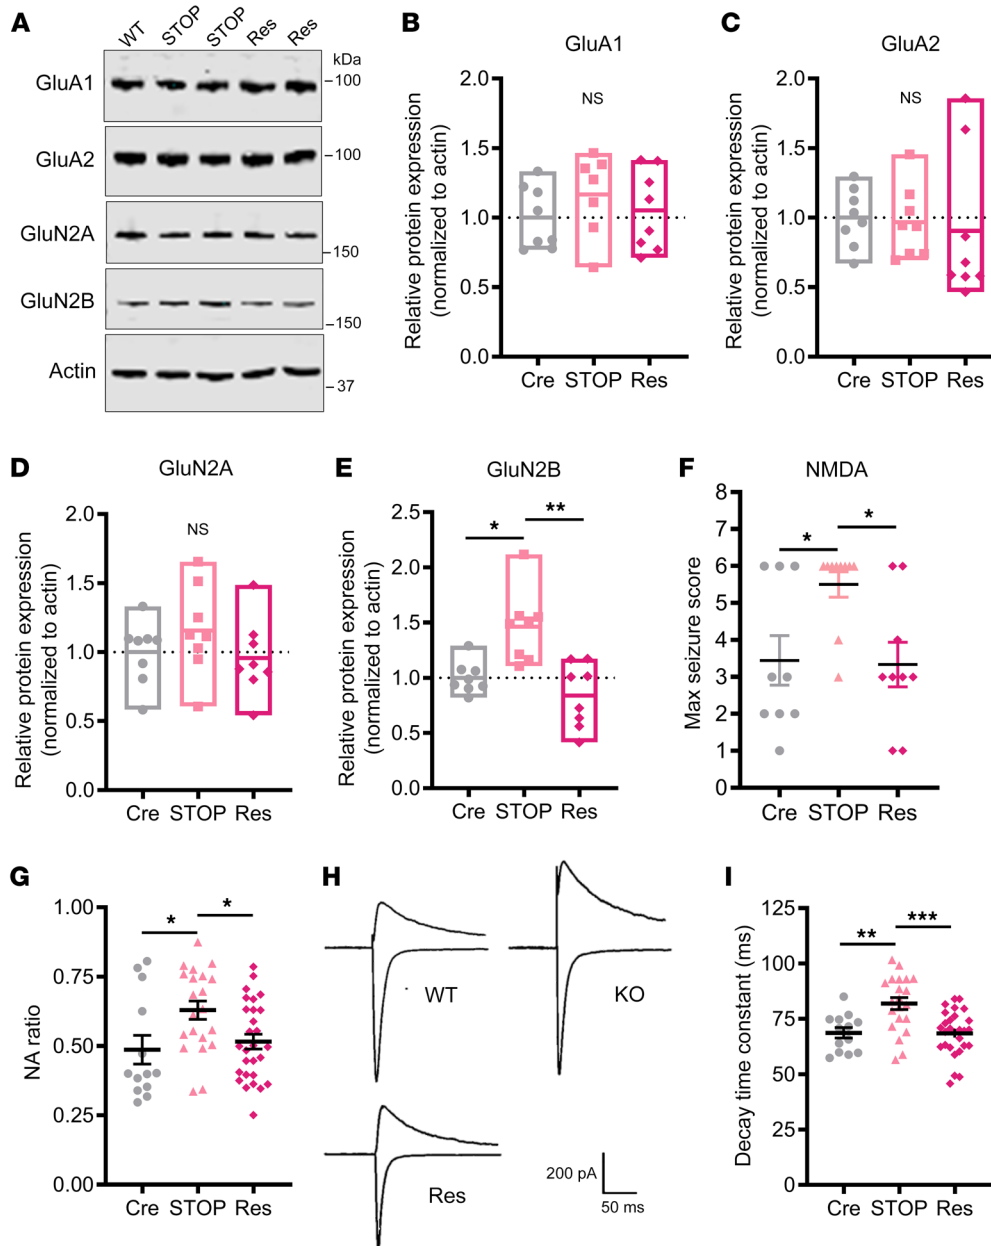 A
WT STOP STOP Res Res
kDa
GluA1
–100
GluA2
–100
GluN2A
–150
GluN2B
–150
Actin
–37
B
GluA1
Relative protein expression
(normalized to actin)
2.0
1.5
1.0
0.5
0.0
NS
Cre STOP Res
C
GluA2
Relative protein expression
(normalized to actin)
2.0
1.5
1.0
0.5
0.0
NS
Cre STOP Res
D
GluN2A
Relative protein expression
(normalized to actin)
2.0
1.5
1.0
0.5
0.0
NS
Cre STOP Res
E
GluN2B
Relative protein expression
(normalized to actin)
2.5
2.0
1.5
1.0
0.5
0.0
* **
Cre STOP Res
F
NMDA
Max seizure score
8
7
6
5
4
3
2
1
0
* *
Cre STOP Res
G
NA ratio
1.00
0.75
0.50
0.25
0.00
* *
Cre STOP Res
H
WT
KO
Res
200 pA
50 ms
I
Decay time constant (ms)
125
100
75
50
25
0
** ***
Cre STOP Res